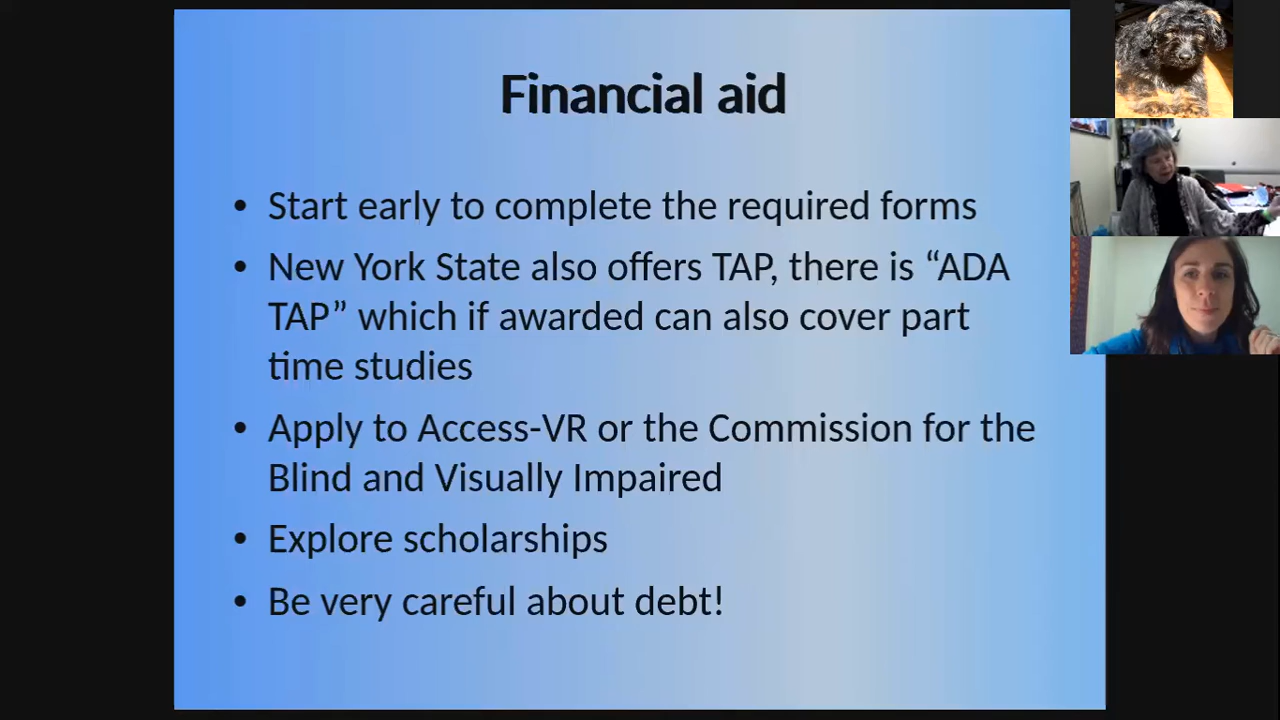 Financial aid
• Start early to complete the required forms
• New York State also offers TAP, there is “ADA
TAP” which if awarded can also cover part
time studies
• Apply to Access-VR or the Commission for the
Blind and Visually Impaired
• Explore scholarships
• Be very careful about debt!